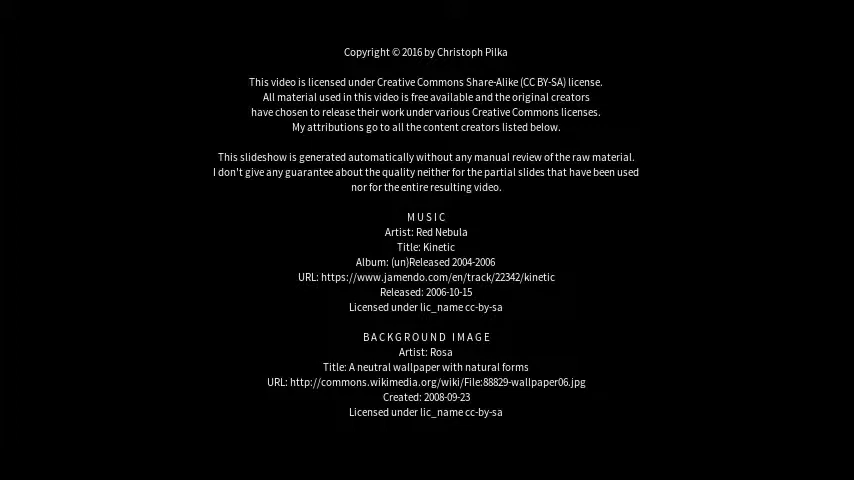 Copyright © 2016 by Christoph Pilka
This video is licensed under Creative Commons Share-Alike (CC BY-SA) license.
All material used in this video is free available and the original creators
have chosen to release their work under various Creative Commons licenses.
My attributions go to all the content creators listed below.
This slideshow is generated automatically without any manual review of the raw material.
I don't give any guarantee about the quality neither for the partial slides that have been used
nor for the entire resulting video.
MUSIC
Artist: Red Nebula
Title: Kinetic
Album: (un)Released 2004-2006
URL: https://www.jamendo.com/en/track/22342/kinetic
Released: 2006-10-15
Licensed under lic_name cc-by-sa
BACKGROUND IMAGE
Artist: Rosa
Title: A neutral wallpaper with natural forms
URL: http://commons.wikimedia.org/wiki/File:88829-wallpaper06.jpg
Created: 2008-09-23
Licensed under lic_name cc-by-sa